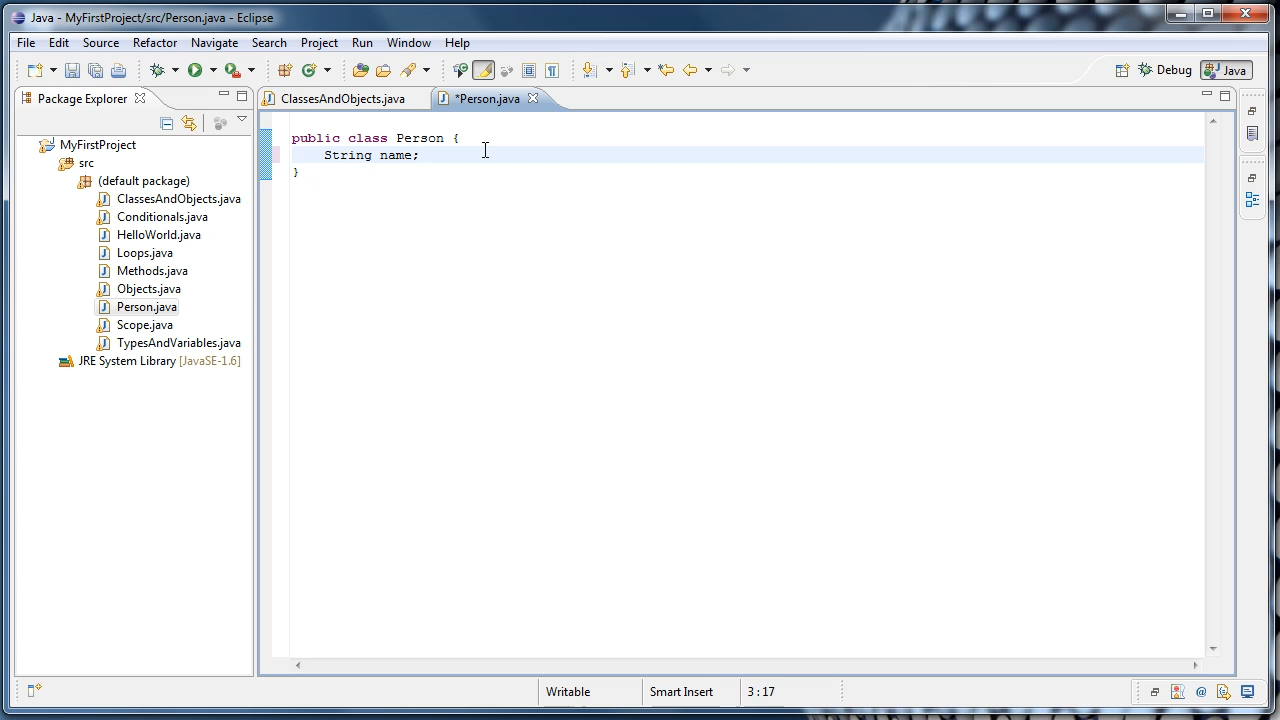 Java - MyFirstProject/src/Person.java - Eclipse
File Edit Source Refactor Navigate Search Project Run Window Help
Debug Java
Package Explorer
ClassesAndObjects.java
*Person.java
MyFirstProject
src
(default package)
ClassesAndObjects.java
Conditionals.java
HelloWorld.java
Loops.java
Methods.java
Objects.java
Person.java
Scope.java
TypesAndVariables.java
JRE System Library [JavaSE-1.6]
public class Person {
String name;
}
Writable
Smart Insert
3 : 17